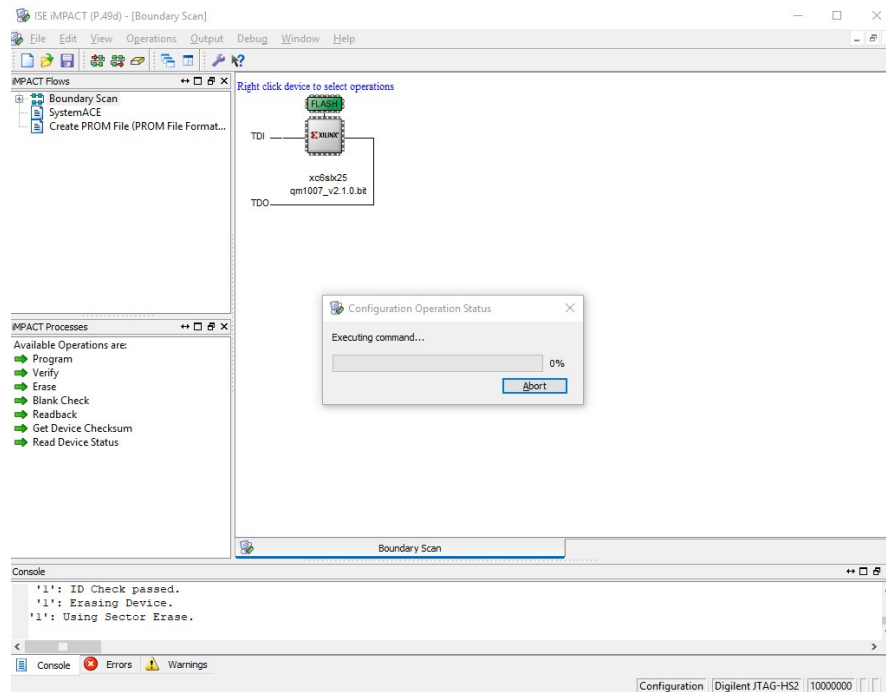 ISE iMPACT (P.49d) - [Boundary Scan]
File Edit View Operations Output Debug Window Help
iMPACT Flows
Boundary Scan
SystemACE
Create PROM File (PROM File Format...
Right click device to select operations
FLASH
TDI
XILINX
xc6slx25
qm1007_v2.1.0.bit
TDO
Configuration Operation Status
Executing command...
0%
Abort
iMPACT Processes
Available Operations are:
Program
Verify
Erase
Blank Check
Readback
Get Device Checksum
Read Device Status
Boundary Scan
Console
'1': ID Check passed.
'1': Erasing Device.
'1': Using Sector Erase.
Console Errors Warnings
Configuration Digilent JTAG-HS2 10000000